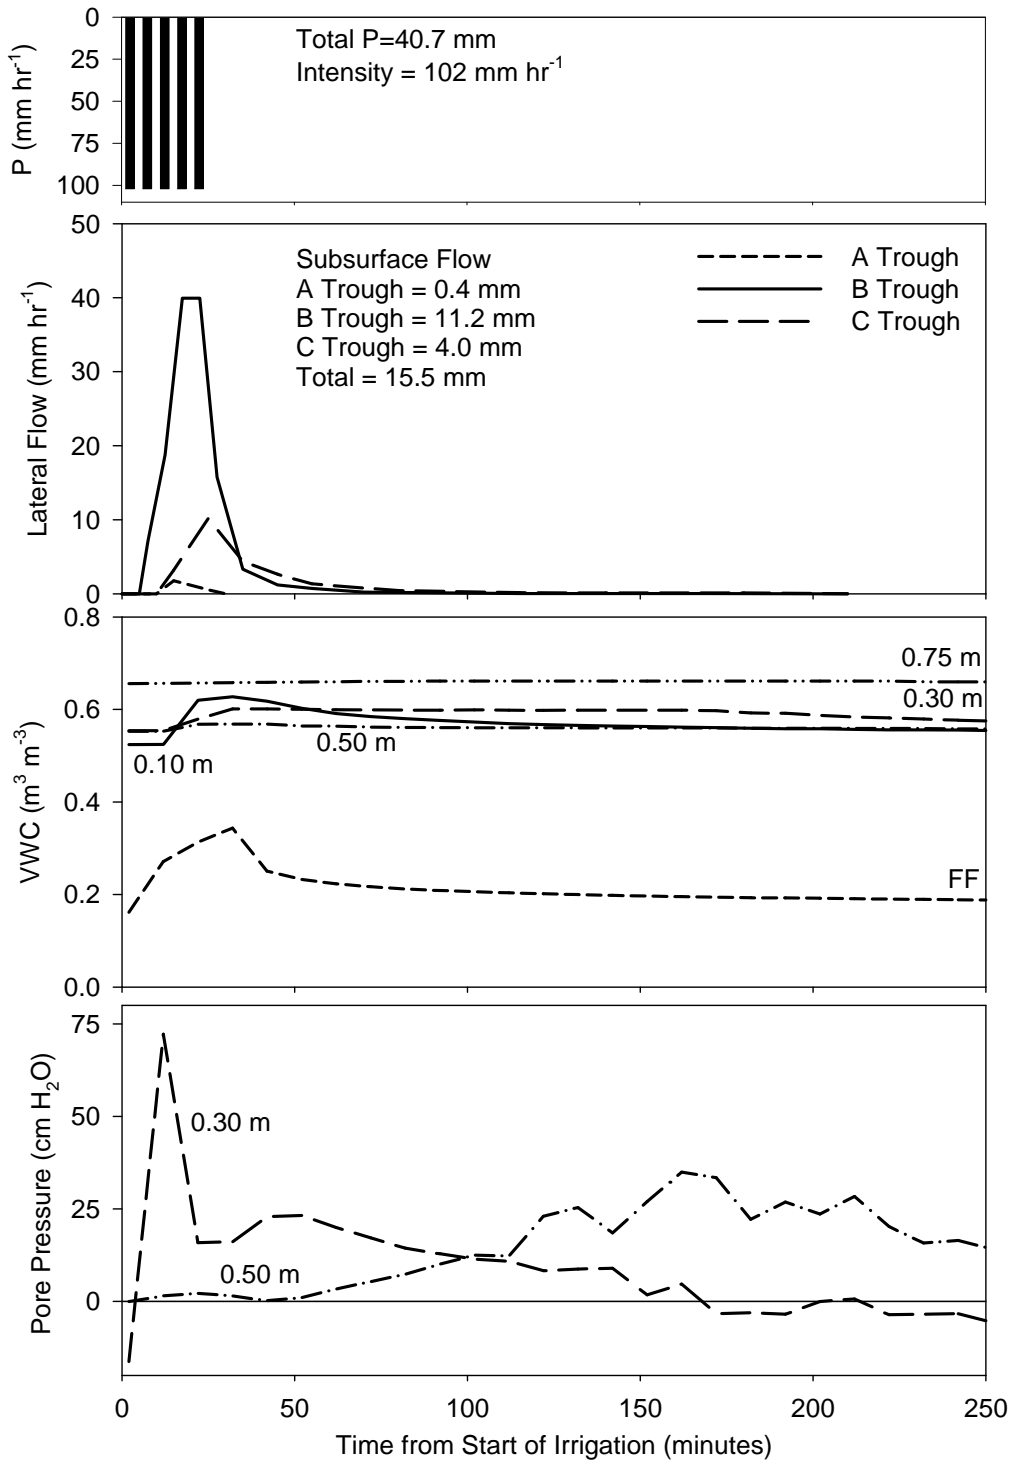 0
25
50
75
100
P (mm hr-1)
Total P=40.7 mm
Intensity = 102 mm hr-1
50
40
30
20
10
0
Lateral Flow (mm hr-1)
Subsurface Flow
A Trough = 0.4 mm
B Trough = 11.2 mm
C Trough = 4.0 mm
Total = 15.5 mm
A Trough
B Trough
C Trough
0.8
0.6
0.4
0.2
0.0
VWC (m3 m-3)
0.75 m
0.30 m
0.50 m
0.10 m
FF
75
50
25
0
Pore Pressure (cm H2O)
0.30 m
0.50 m
0 50 100 150 200 250
Time from Start of Irrigation (minutes)